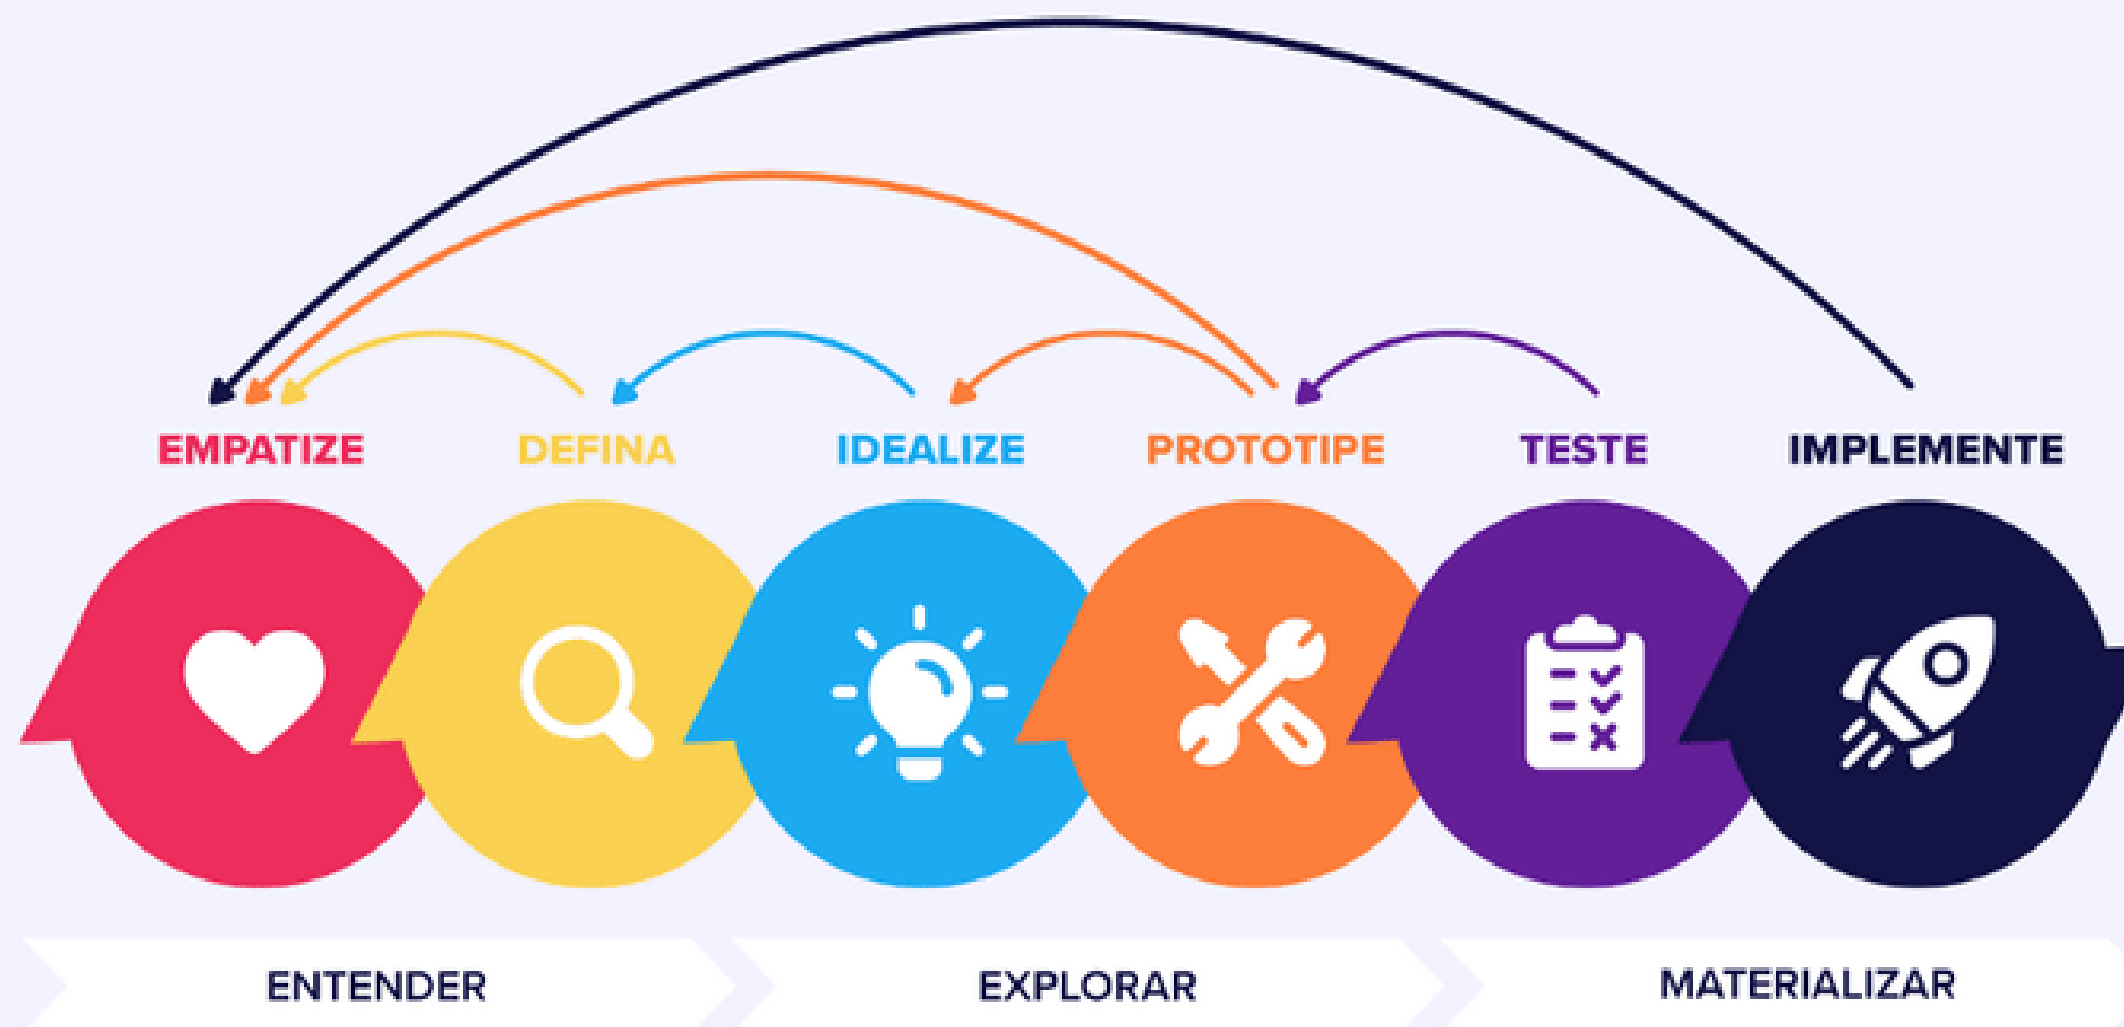 EMPATIZE
DEFINA
IDEALIZE
PROTOTIPE
TESTE
IMPLEMENTE
ENTENDER
EXPLORAR
MATERIALIZAR